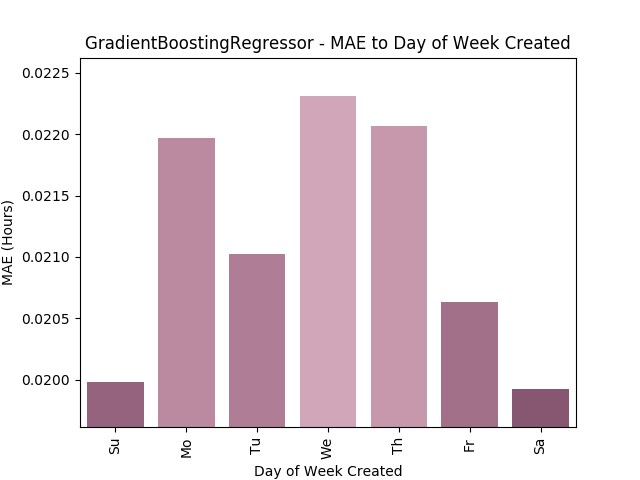 GradientBoostingRegressor - MAE to Day of Week Created
MAE (Hours)
0.0225
0.0220
0.0215
0.0210
0.0205
0.0200
Su
Mo
Tu
We
Th
Fr
Sa
Day of Week Created